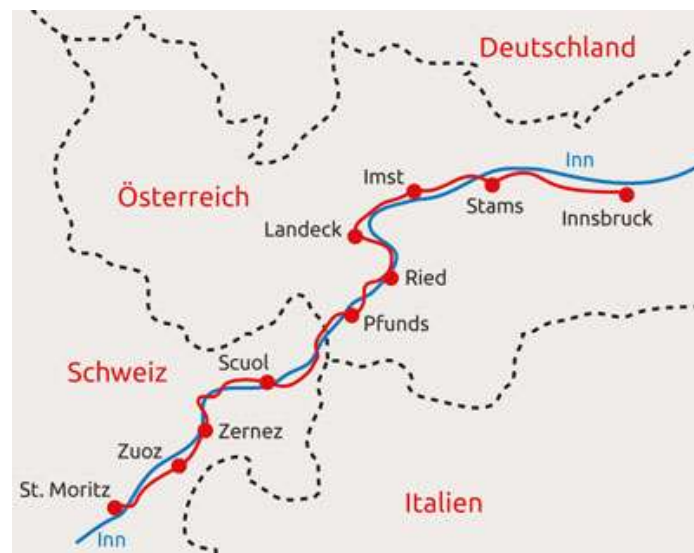 Deutschland
Inn
Imst
Österreich
Stams
Innsbruck
Landeck
Ried
Pfunds
Scuol
Schweiz
Zernez
Zuoz
St. Moritz
Italien
Inn